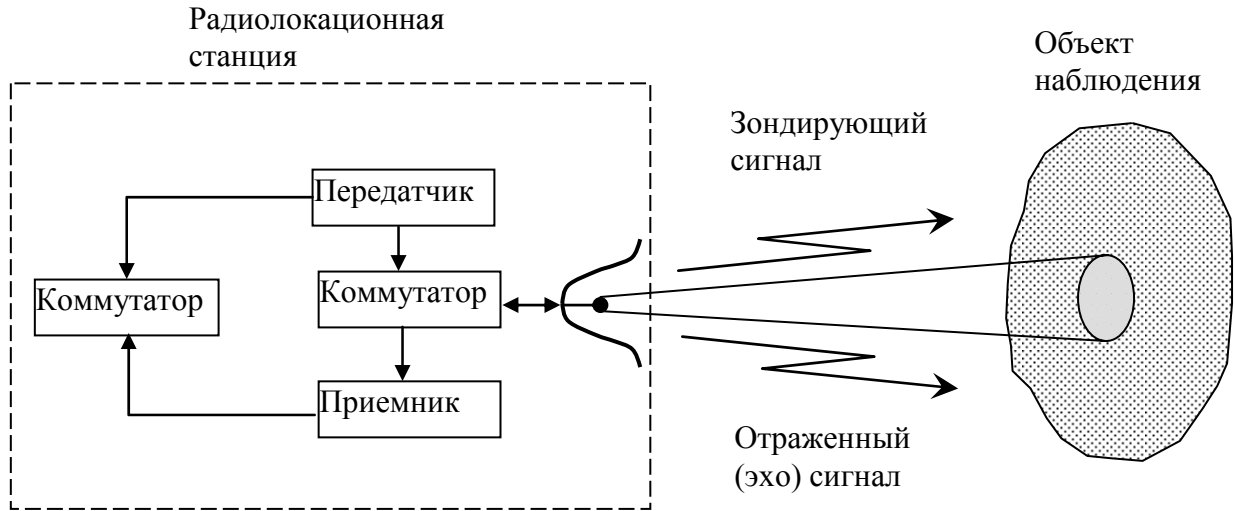 Радиолокационная
станция
Объект
наблюдения
Зондирующий
сигнал
Передатчик
Коммутатор
Коммутатор
Приемник
Отраженный
(эхо) сигнал